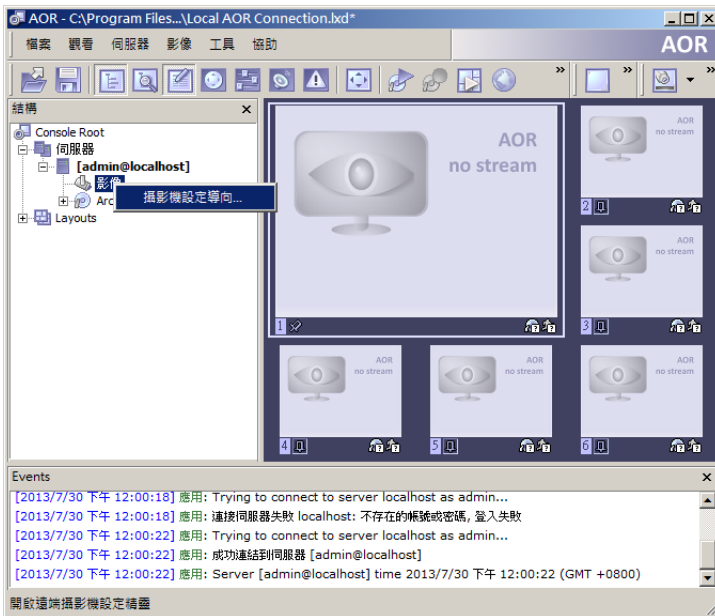 AOR - C:\Program Files...\Local AOR Connection.lxd*
檔案 觀看 伺服器 影像 工具 協助
AOR
結構
Console Root
伺服器
[admin@localhost]
影像
Arc
攝影機設定導向...
Layouts
AOR
no stream
1
AOR
no stream
2
AOR
no stream
3
AOR
no stream
4
AOR
no stream
5
AOR
no stream
6
Events
[2013/7/30 下午 12:00:18] 應用: Trying to connect to server localhost as admin...
[2013/7/30 下午 12:00:18] 應用: 連接伺服器失敗 localhost: 不存在的帳號或密碼, 登入失敗
[2013/7/30 下午 12:00:22] 應用: Trying to connect to server localhost as admin...
[2013/7/30 下午 12:00:22] 應用: 成功連結到伺服器 [admin@localhost]
[2013/7/30 下午 12:00:22] 應用: Server [admin@localhost] time 2013/7/30 下午 12:00:22 (GMT +0800)
開啟遠端攝影機設定精靈